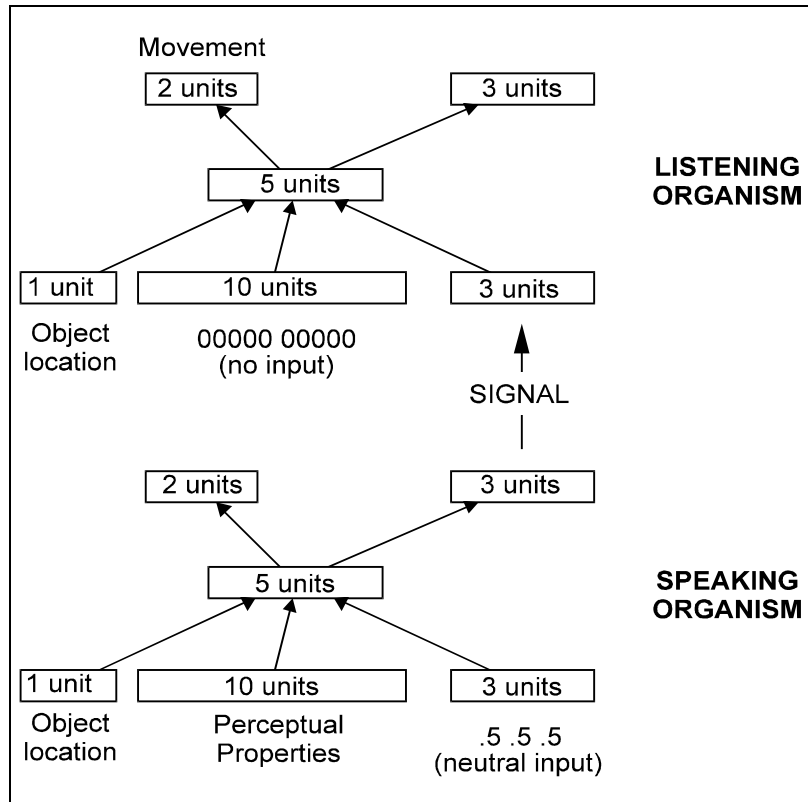 Movement
2 units
3 units
5 units
LISTENING
ORGANISM
1 unit
10 units
3 units
Object
location
00000 00000
(no input)
SIGNAL
2 units
3 units
5 units
SPEAKING
ORGANISM
1 unit
10 units
3 units
Object
location
Perceptual
Properties
.5 .5 .5
(neutral input)